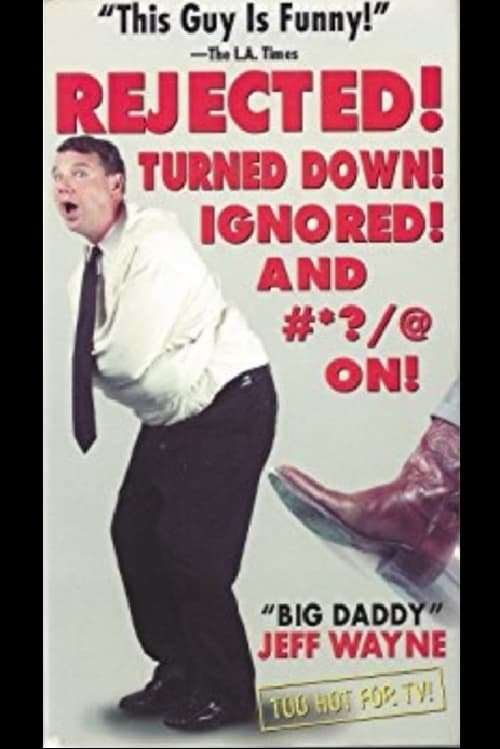 “This Guy Is Funny!”
—The L.A. Times
REJECTED!
TURNED DOWN!
IGNORED!
AND
#*?/@
ON!
“BIG DADDY”
JEFF WAYNE
TOO HOT FOR TV!